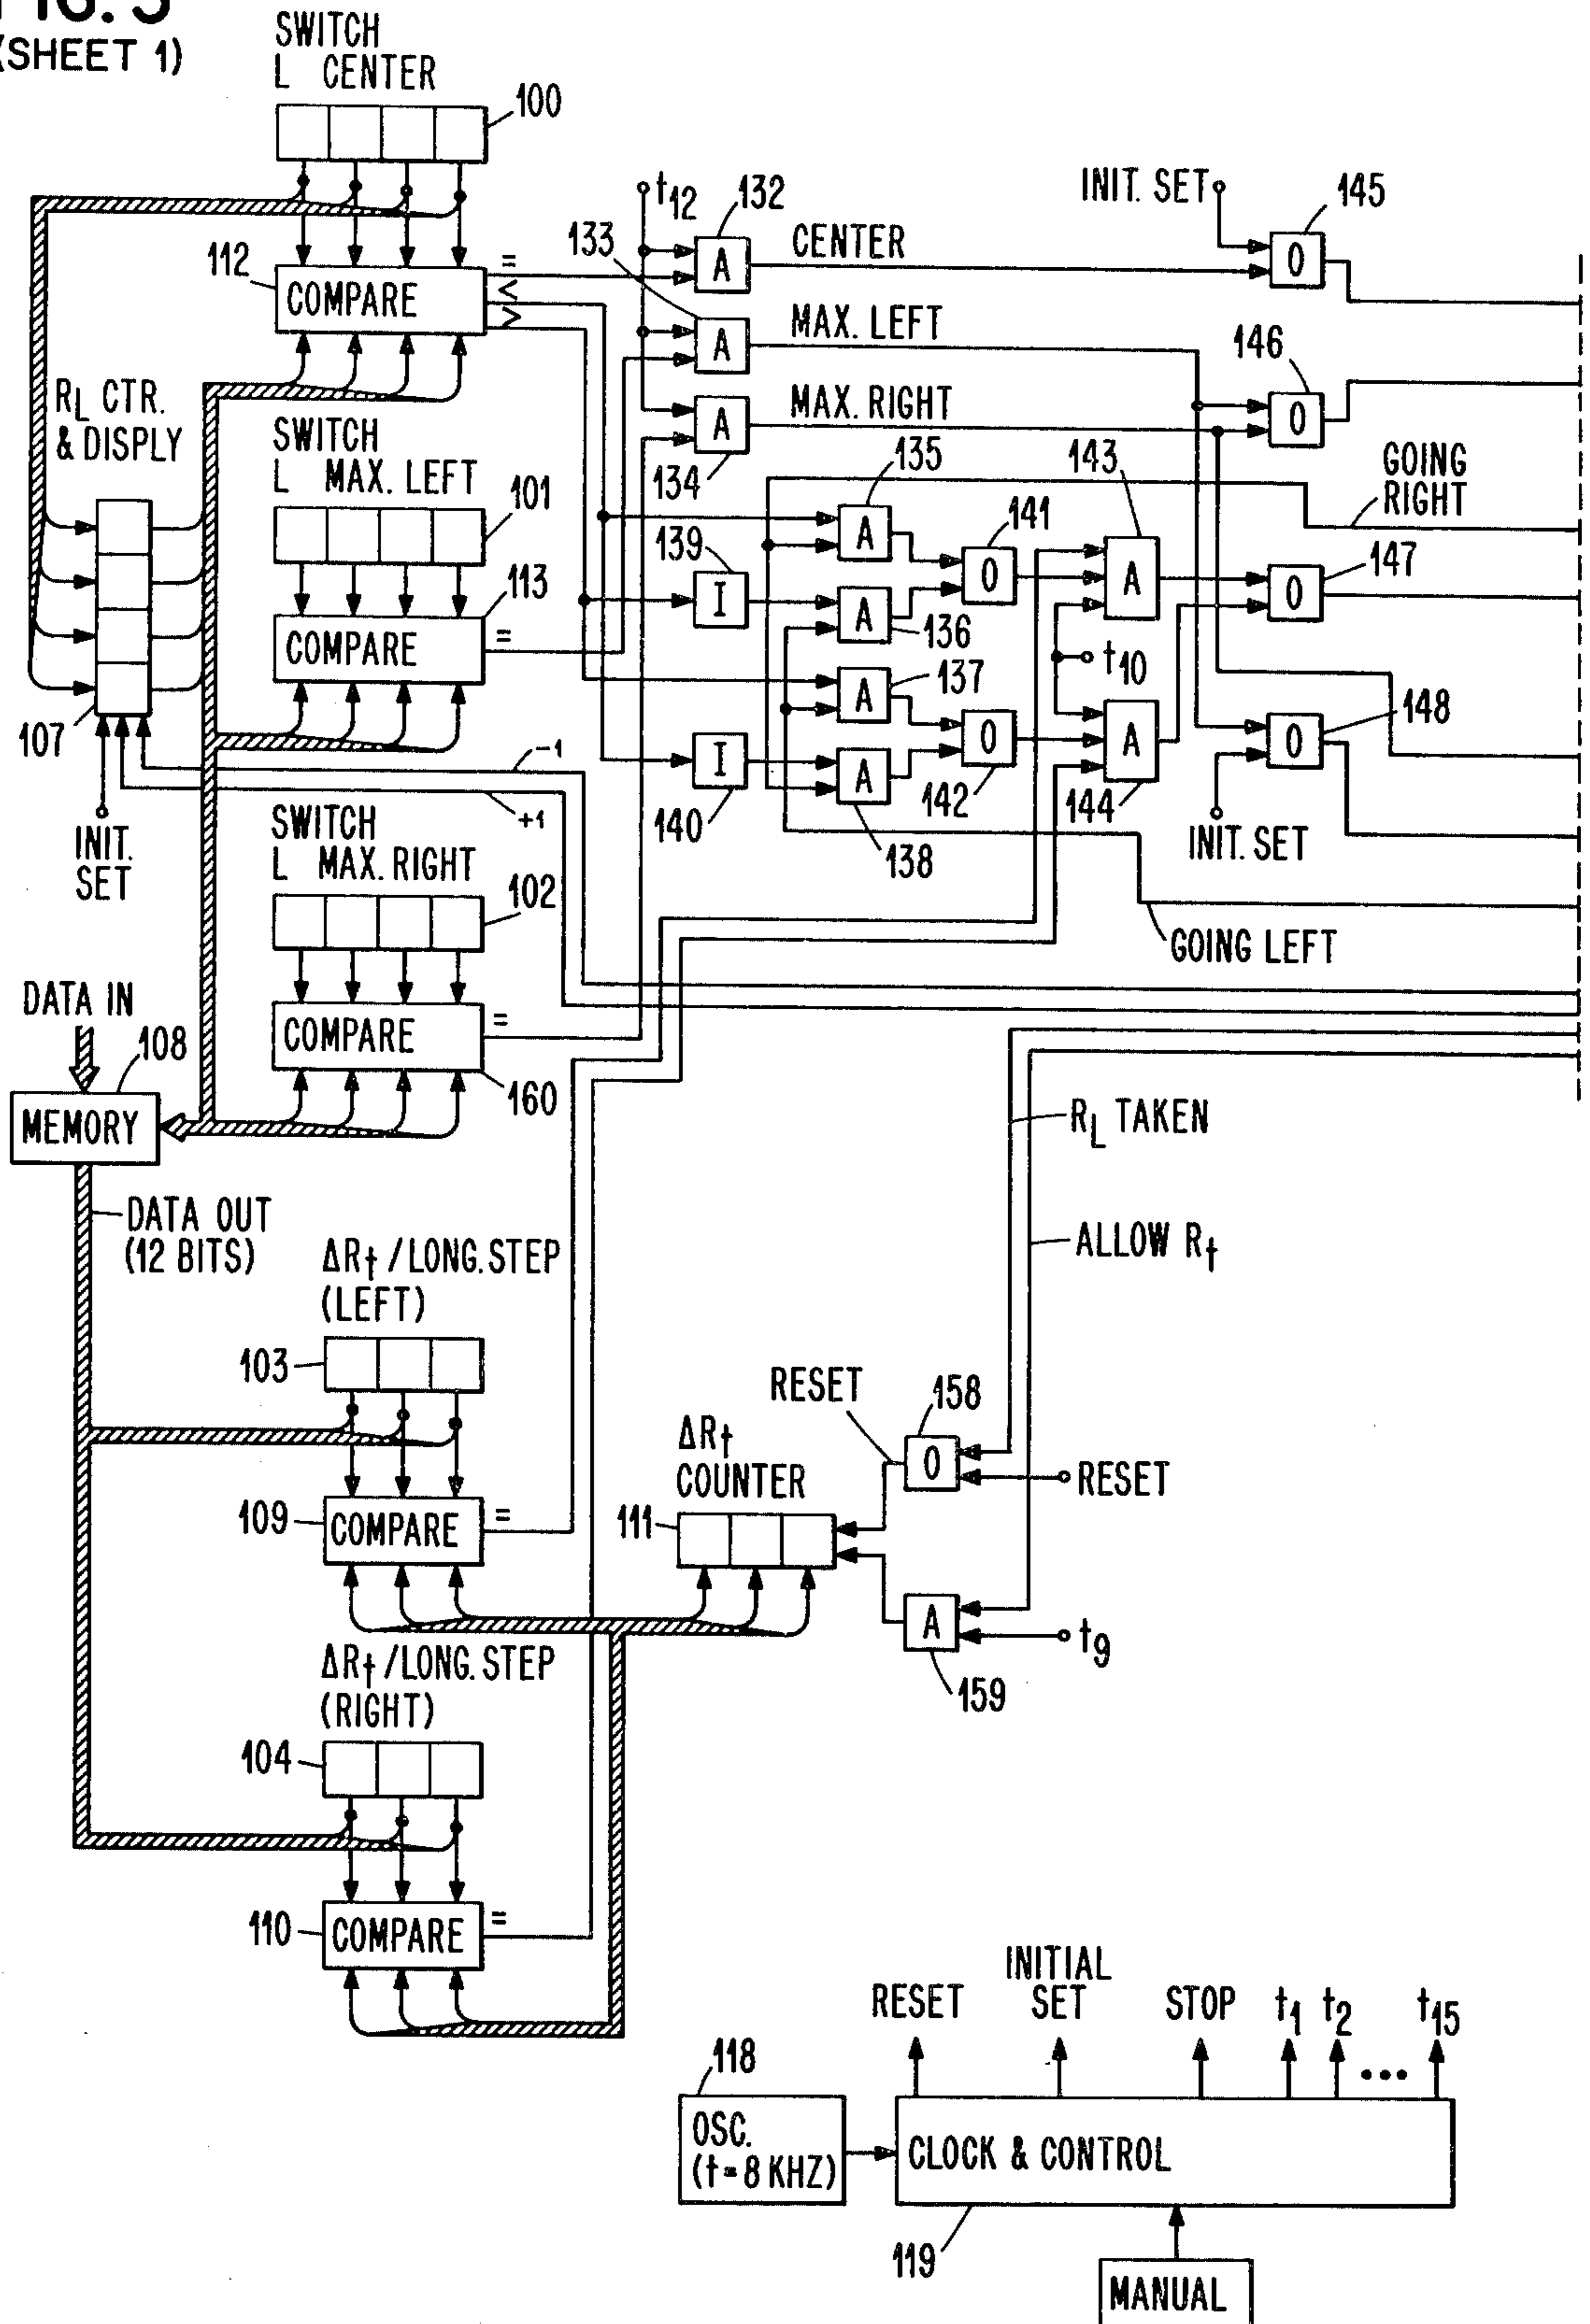 FIG. 5
(SHEET 1)
SWITCH
L CENTER
100
t12
132
INIT. SET
145
133
A
CENTER
O
112
=
COMPARE
<
>
MAX. LEFT
A
146
RL CTR.
& DISPLY
MAX. RIGHT
A
O
SWITCH
L MAX. LEFT
134
135
143
GOING
RIGHT
101
139
A
141
O
A
147
O
113
I
A
136
COMPARE
=
t10
A
137
107
148
O
A
O
-1
I
A
142
144
+1
140
138
INIT. SET
INIT.
SET
SWITCH
L MAX. RIGHT
102
GOING LEFT
DATA IN
108
COMPARE
=
160
MEMORY
RL TAKEN
DATA OUT
(12 BITS)
ΔRt /LONG. STEP
(LEFT)
ALLOW Rt
103
RESET
158
ΔRt
COUNTER
O
RESET
109
COMPARE
=
111
A
t9
159
ΔRt /LONG. STEP
(RIGHT)
104
110
COMPARE
=
RESET
INITIAL
SET
STOP
t1
t2
t15
118
OSC.
(t=8 KHZ)
CLOCK & CONTROL
119
MANUAL